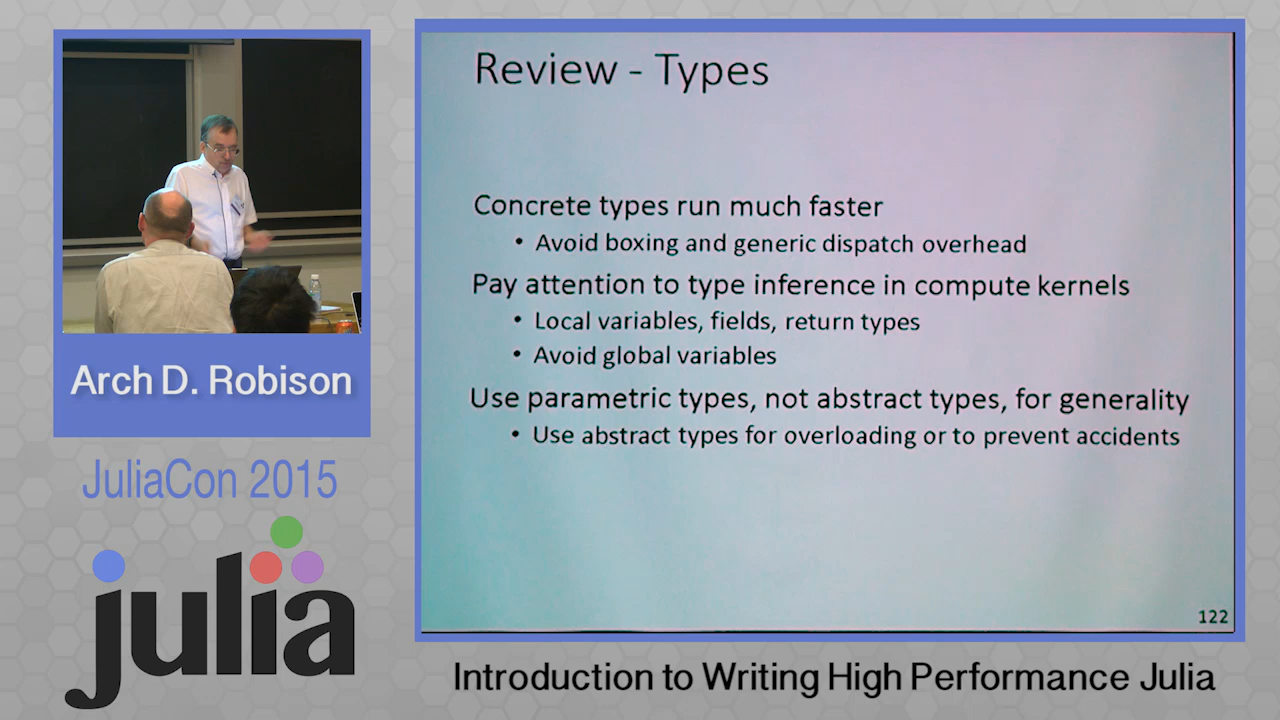 Review - Types
Concrete types run much faster
• Avoid boxing and generic dispatch overhead
Pay attention to type inference in compute kernels
• Local variables, fields, return types
• Avoid global variables
Use parametric types, not abstract types, for generality
• Use abstract types for overloading or to prevent accidents
122
Arch D. Robison
JuliaCon 2015
julia
Introduction to Writing High Performance Julia